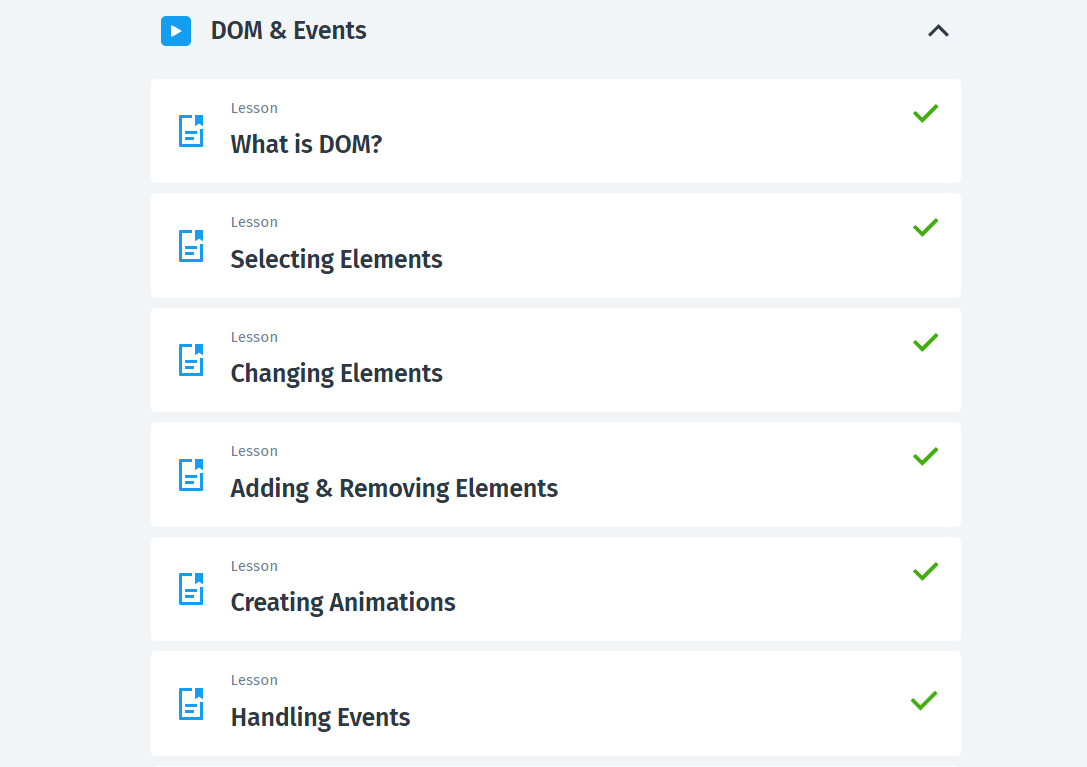 DOM & Events
Lesson
What is DOM?
Lesson
Selecting Elements
Lesson
Changing Elements
Lesson
Adding & Removing Elements
Lesson
Creating Animations
Lesson
Handling Events